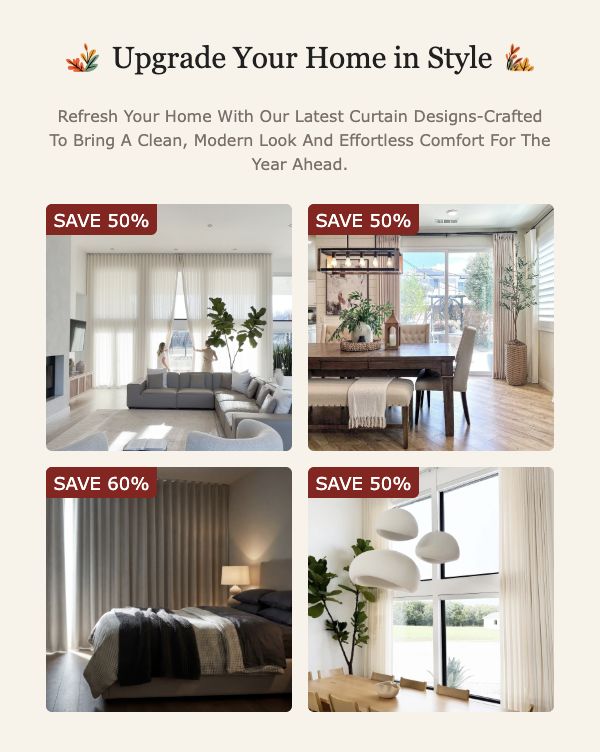 Upgrade Your Home in Style
Refresh Your Home With Our Latest Curtain Designs-Crafted
To Bring A Clean, Modern Look And Effortless Comfort For The
Year Ahead.
SAVE 50%
SAVE 50%
SAVE 60%
SAVE 50%